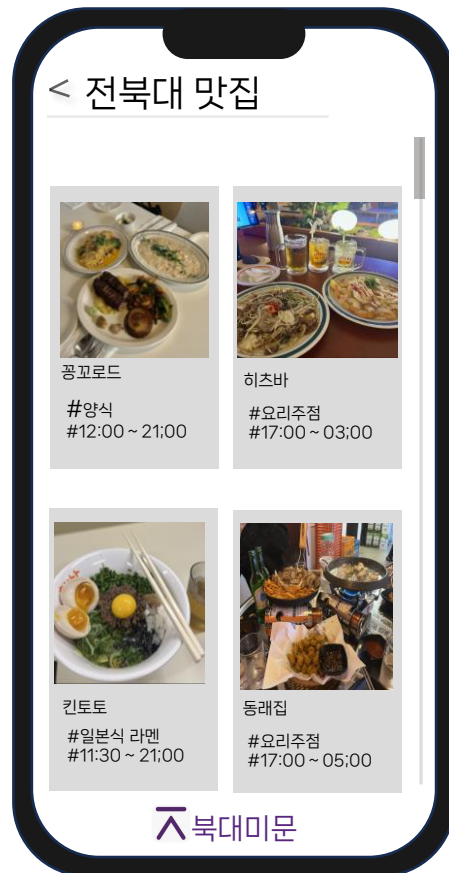 < 전북대 맛집
꽁꼬로드
#양식
#12:00 ~ 21;00
히츠바
#요리주점
#17:00 ~ 03;00
킨토토
#일본식 라멘
#11:30 ~ 21;00
동래집
#요리주점
#17:00 ~ 05;00
북대미문